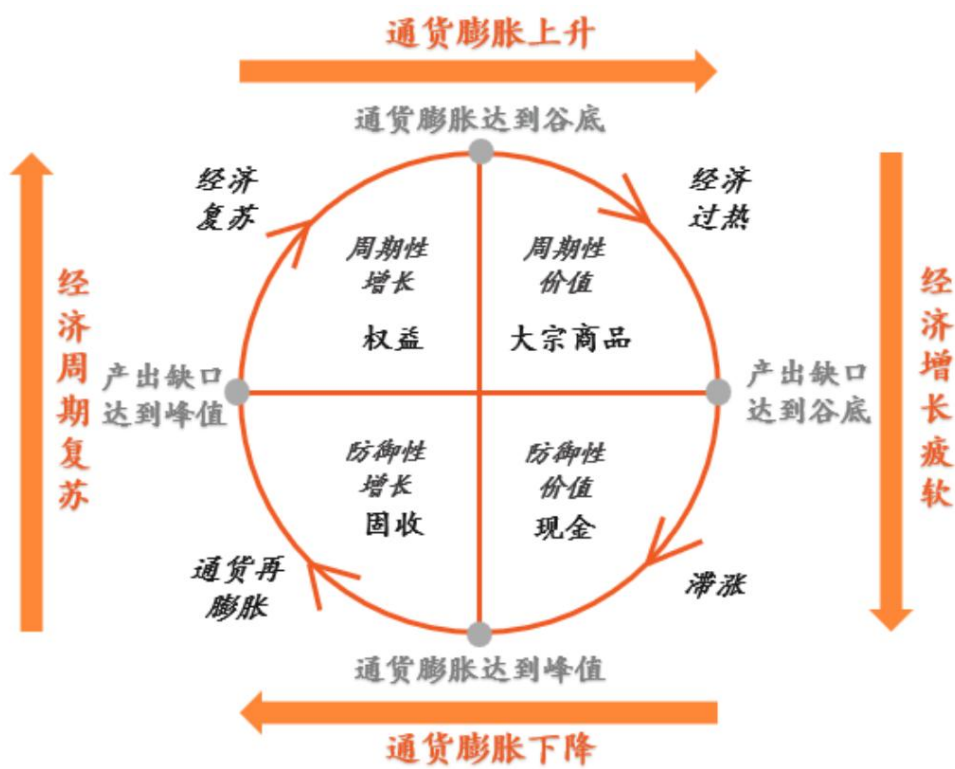 通货膨胀上升
通货膨胀达到谷底
经济
复苏
经济
过热
周期性
增长
权益
周期性
价值
大宗商品
经济周期复苏
产出缺口
达到峰值
产出缺口
达到谷底
经济增长疲软
防御性
增长
固收
防御性
价值
现金
通货再
膨胀
滞涨
通货膨胀达到峰值
通货膨胀下降